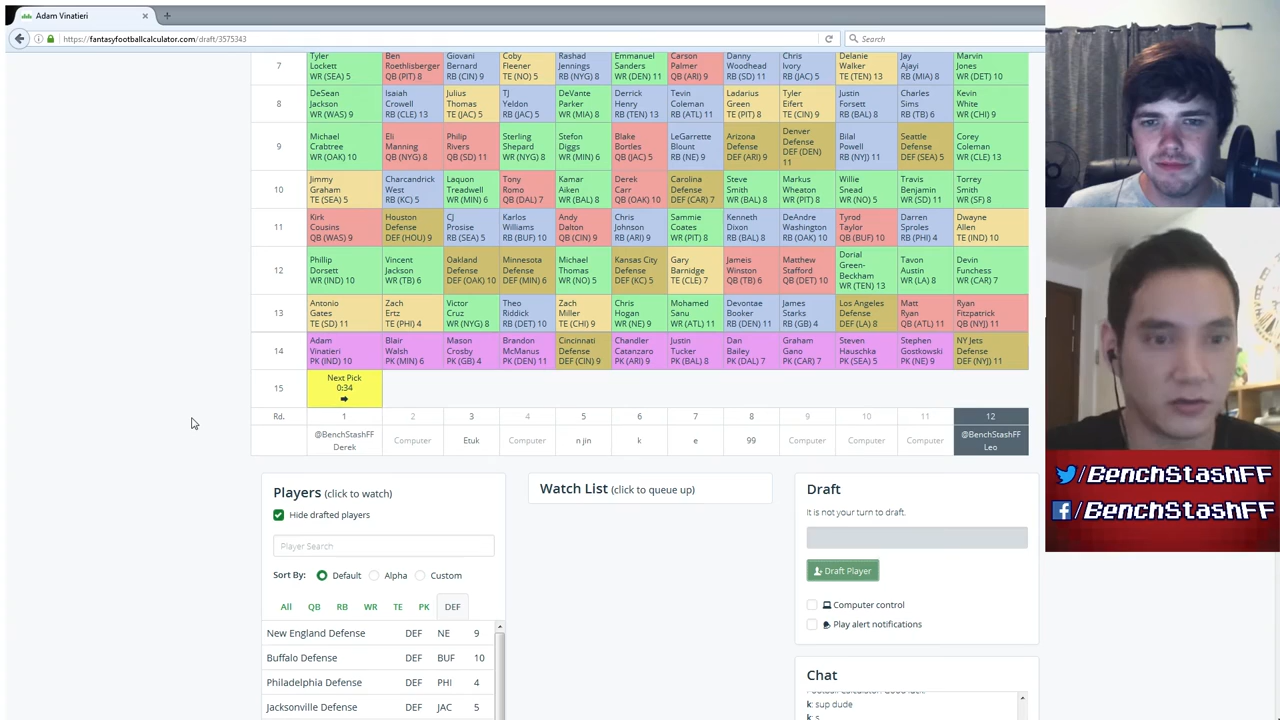 Adam Vinatieri
https://fantasyfootballcalculator.com/draft/3575343
Search
7
Tyler Lockett WR (SEA) 5
Ben Roethlisberger QB (PIT) 8
Giovani Bernard RB (CIN) 9
Coby Fleener TE (NO) 5
Rashad Jennings RB (NYG) 8
Emmanuel Sanders WR (DEN) 11
Carson Palmer QB (ARI) 9
Danny Woodhead RB (SD) 11
Chris Ivory RB (JAC) 5
Delanie Walker TE (TEN) 13
Jay Ajayi RB (MIA) 8
Marvin Jones WR (DET) 10
8
DeSean Jackson WR (WAS) 9
Isaiah Crowell RB (CLE) 13
Julius Thomas TE (JAC) 5
TJ Yeldon RB (JAC) 5
DeVante Parker WR (MIA) 8
Derrick Henry RB (TEN) 13
Tevin Coleman RB (ATL) 11
Ladarius Green TE (PIT) 8
Tyler Eifert TE (CIN) 9
Justin Forsett RB (BAL) 8
Charles Sims RB (TB) 6
Kevin White WR (CHI) 9
9
Michael Crabtree WR (OAK) 10
Eli Manning QB (NYG) 8
Philip Rivers QB (SD) 11
Sterling Shepard WR (NYG) 8
Stefon Diggs WR (MIN) 6
Blake Bortles QB (JAC) 5
LeGarrette Blount RB (NE) 9
Arizona Defense DEF (ARI) 9
Denver Defense DEF (DEN) 11
Bilal Powell RB (NYJ) 11
Seattle Defense DEF (SEA) 5
Corey Coleman WR (CLE) 13
10
Jimmy Graham TE (SEA) 5
Charcandrick West RB (KC) 5
Laquon Treadwell WR (MIN) 6
Tony Romo QB (DAL) 7
Kamar Aiken WR (BAL) 8
Derek Carr QB (OAK) 10
Carolina Defense DEF (CAR) 7
Steve Smith WR (BAL) 8
Markus Wheaton WR (PIT) 8
Willie Snead WR (NO) 5
Travis Benjamin WR (SD) 11
Torrey Smith WR (SF) 8
11
Kirk Cousins QB (WAS) 9
Houston Defense DEF (HOU) 9
CJ Prosise RB (SEA) 5
Karlos Williams RB (BUF) 10
Andy Dalton QB (CIN) 9
Chris Johnson RB (ARI) 9
Sammie Coates WR (PIT) 8
Kenneth Dixon RB (BAL) 8
DeAndre Washington RB (OAK) 10
Tyrod Taylor QB (BUF) 10
Darren Sproles RB (PHI) 4
Dwayne Allen TE (IND) 10
12
Phillip Dorsett WR (IND) 10
Vincent Jackson WR (TB) 6
Oakland Defense DEF (OAK) 10
Minnesota Defense DEF (MIN) 6
Michael Thomas WR (NO) 5
Kansas City Defense DEF (KC) 5
Gary Barnidge TE (CLE) 7
Jameis Winston QB (TB) 6
Matthew Stafford QB (DET) 10
Dorial Green-Beckham WR (TEN) 13
Tavon Austin WR (LA) 8
Devin Funchess WR (CAR) 7
13
Antonio Gates TE (SD) 11
Zach Ertz TE (PHI) 4
Victor Cruz WR (NYG) 8
Theo Riddick RB (DET) 10
Zach Miller TE (CHI) 9
Chris Hogan WR (NE) 9
Mohamed Sanu WR (ATL) 11
Devontae Booker RB (DEN) 11
James Starks RB (GB) 4
Los Angeles Defense DEF (LA) 8
Matt Ryan QB (ATL) 11
Ryan Fitzpatrick QB (NYJ) 11
14
Adam Vinatieri PK (IND) 10
Blair Walsh PK (MIN) 6
Mason Crosby PK (GB) 4
Brandon McManus PK (DEN) 11
Cincinnati Defense DEF (CIN) 9
Chandler Catanzaro PK (ARI) 9
Justin Tucker PK (BAL) 8
Dan Bailey PK (DAL) 7
Graham Gano PK (CAR) 7
Steven Hauschka PK (SEA) 5
Stephen Gostkowski PK (NE) 9
NY Jets Defense DEF (NYJ) 11
15
Next Pick 0:34
Rd. 1 2 3 4 5 6 7 8 9 10 11 12
@BenchStashFF Derek
Computer
Etuk
Computer
n jin
k
e
99
Computer
Computer
Computer
@BenchStashFF Leo
Players (click to watch)
Hide drafted players
Player Search
Sort By: Default Alpha Custom
All QB RB WR TE PK DEF
New England Defense DEF NE 9
Buffalo Defense DEF BUF 10
Philadelphia Defense DEF PHI 4
Jacksonville Defense DEF JAC 5
Watch List (click to queue up)
Draft
It is not your turn to draft.
Draft Player
Computer control
Play alert notifications
Chat
k: sup dude
k: s
/BenchStashFF
/BenchStashFF